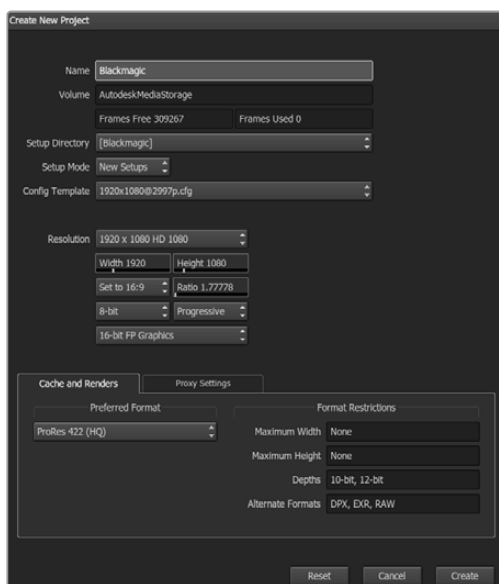 Create New Project
Name Blackmagic
Volume AutodeskMediaStorage
Frames Free 309267 Frames Used 0
Setup Directory [Blackmagic]
Setup Mode New Setups
Config Template 1920x1080@2997p.cfg
Resolution 1920 x 1080 HD 1080
Width 1920 Height 1080
Set to 16:9 Ratio 1.77778
8-bit Progressive
16-bit FP Graphics
Cache and Renders Proxy Settings
Preferred Format Format Restrictions
ProRes 422 (HQ) Maximum Width None
Maximum Height None
Depths 10-bit, 12-bit
Alternate Formats DPX, EXR, RAW
Reset Cancel Create